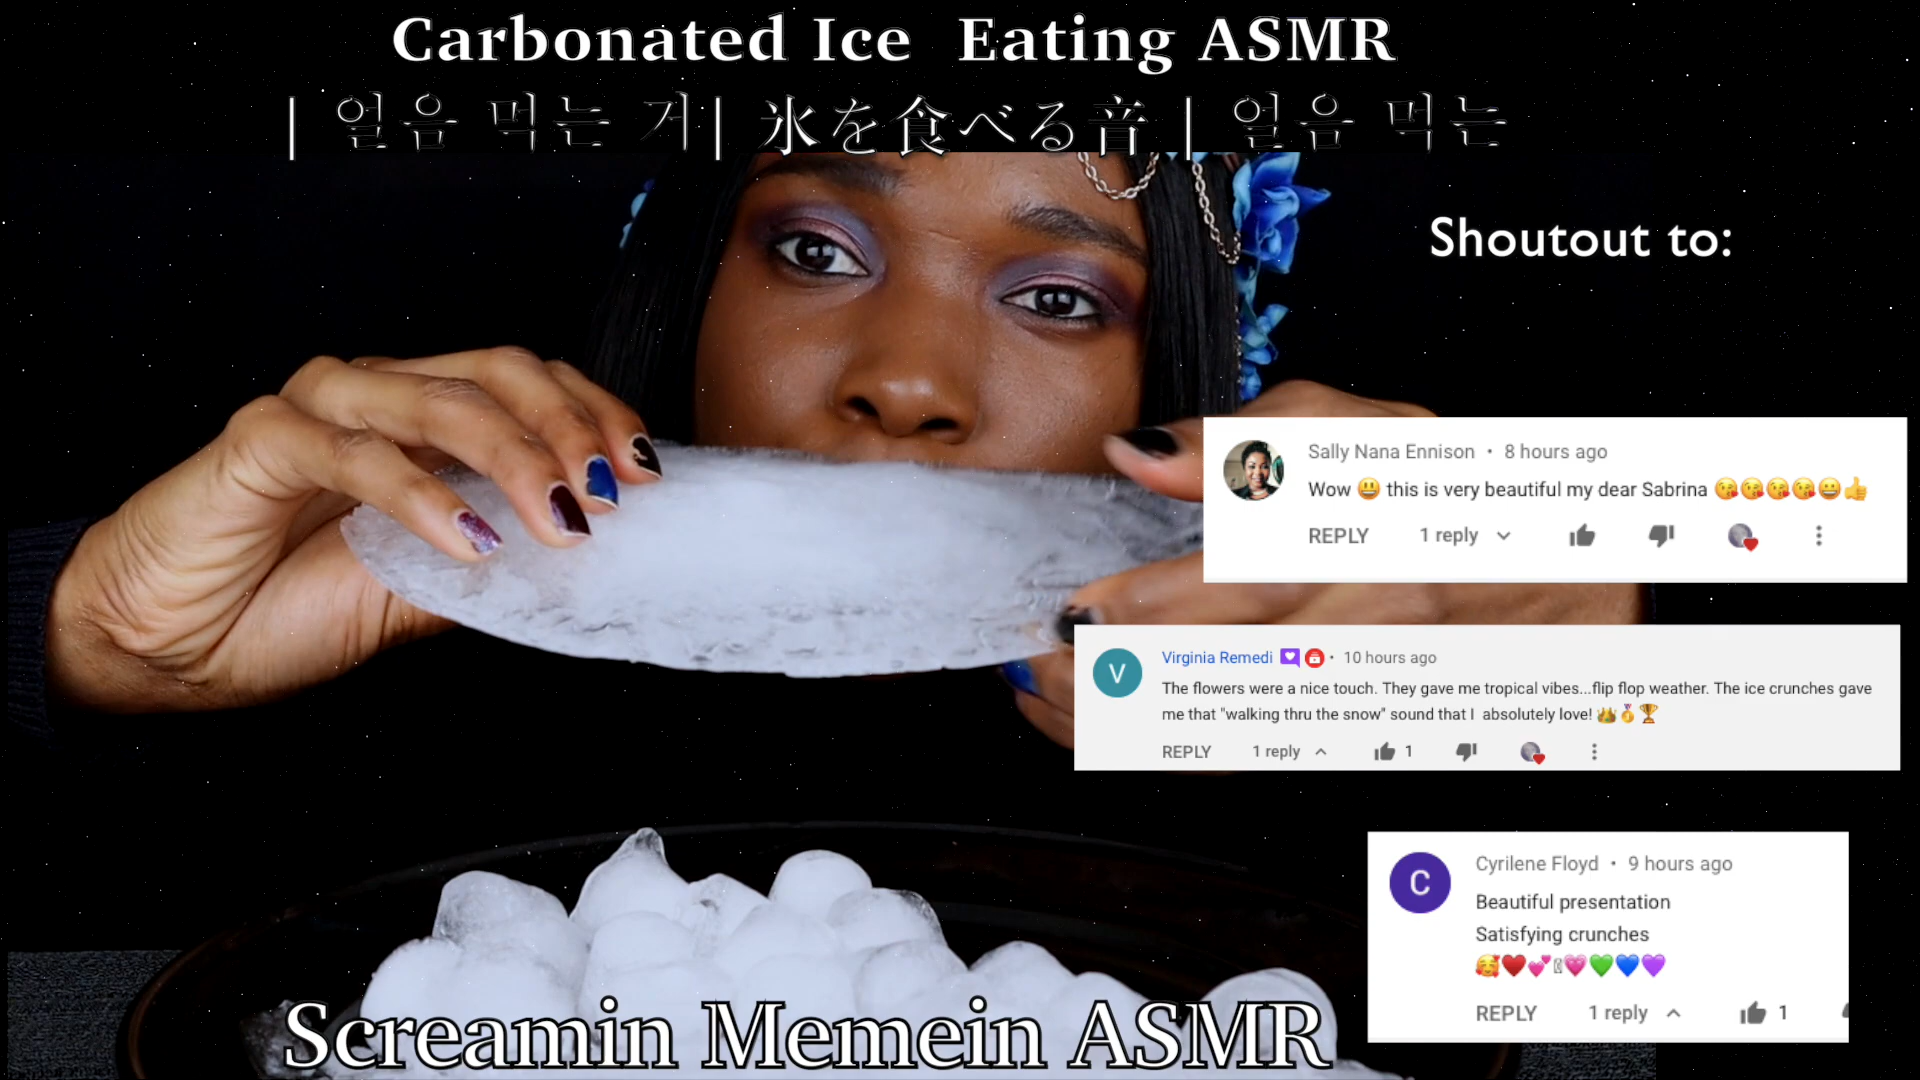 Carbonated Ice Eating ASMR
| 얼음 먹는 거| 氷を食べる音 | 얼음 먹는
Shoutout to:
Sally Nana Ennison • 8 hours ago
Wow 😃 this is very beautiful my dear Sabrina 😘😘😘😘😀👍
REPLY 1 reply
Virginia Remedi • 10 hours ago
The flowers were a nice touch. They gave me tropical vibes...flip flop weather. The ice crunches gave
me that "walking thru the snow" sound that I absolutely love! 👑🏅🏆
REPLY 1 reply 1
C
Cyrilene Floyd • 9 hours ago
Beautiful presentation
Satisfying crunches
🥰❤️💕💗💚💙💜
REPLY 1 reply 1
V
Screamin Memein ASMR